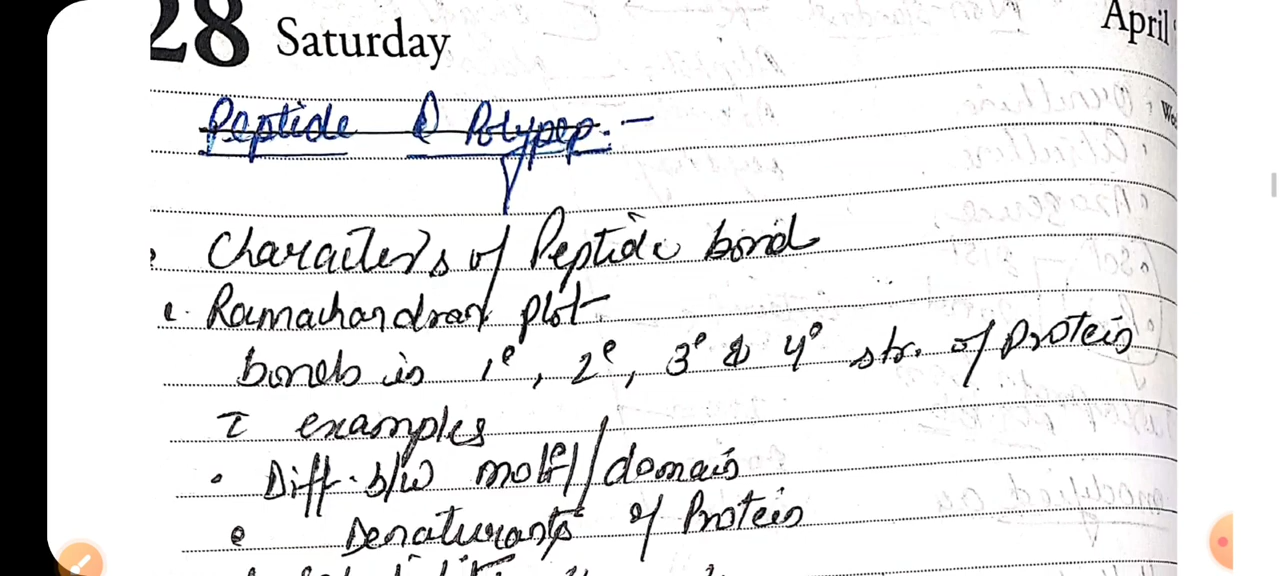 28 Saturday
April
Peptide & Polypep. -
Character's of Peptide bond
Ramachandran plot
bonds in 1°, 2°, 3° & 4° str. of Protein
c̄ examples
• Diff. b/w motif/domain
• Denaturants of Protein